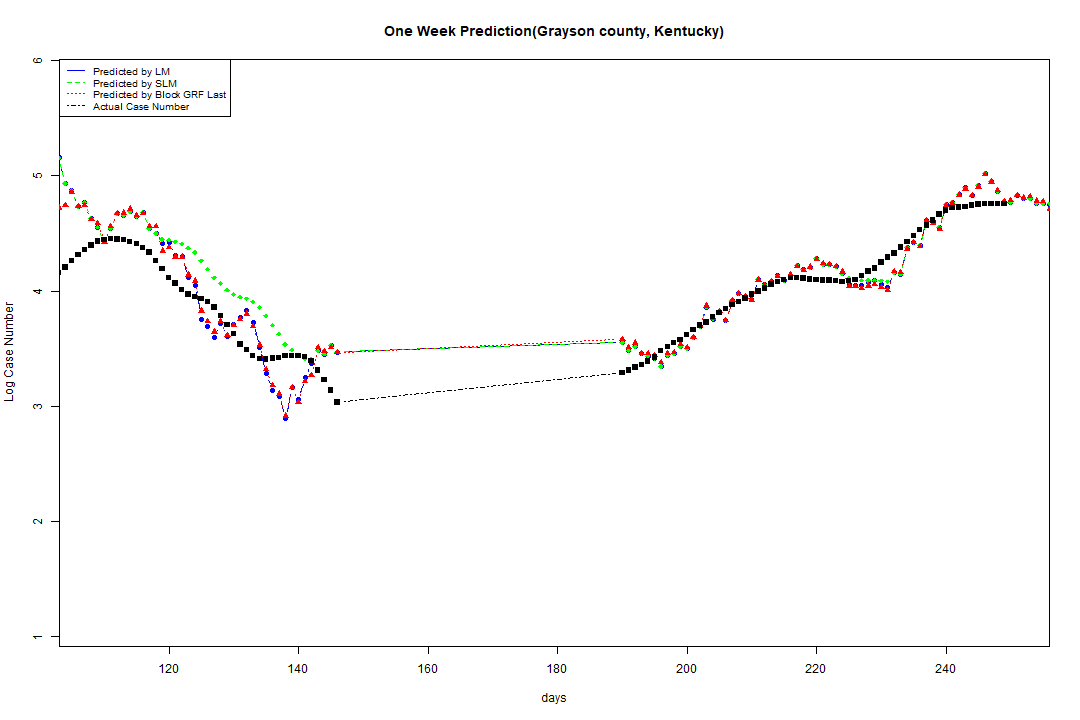 One Week Prediction(Grayson county, Kentucky)
Predicted by LM
Predicted by SLM
Predicted by Block GRF Last
Actual Case Number
Log Case Number
6
5
4
3
2
1
120 140 160 180 200 220 240
days